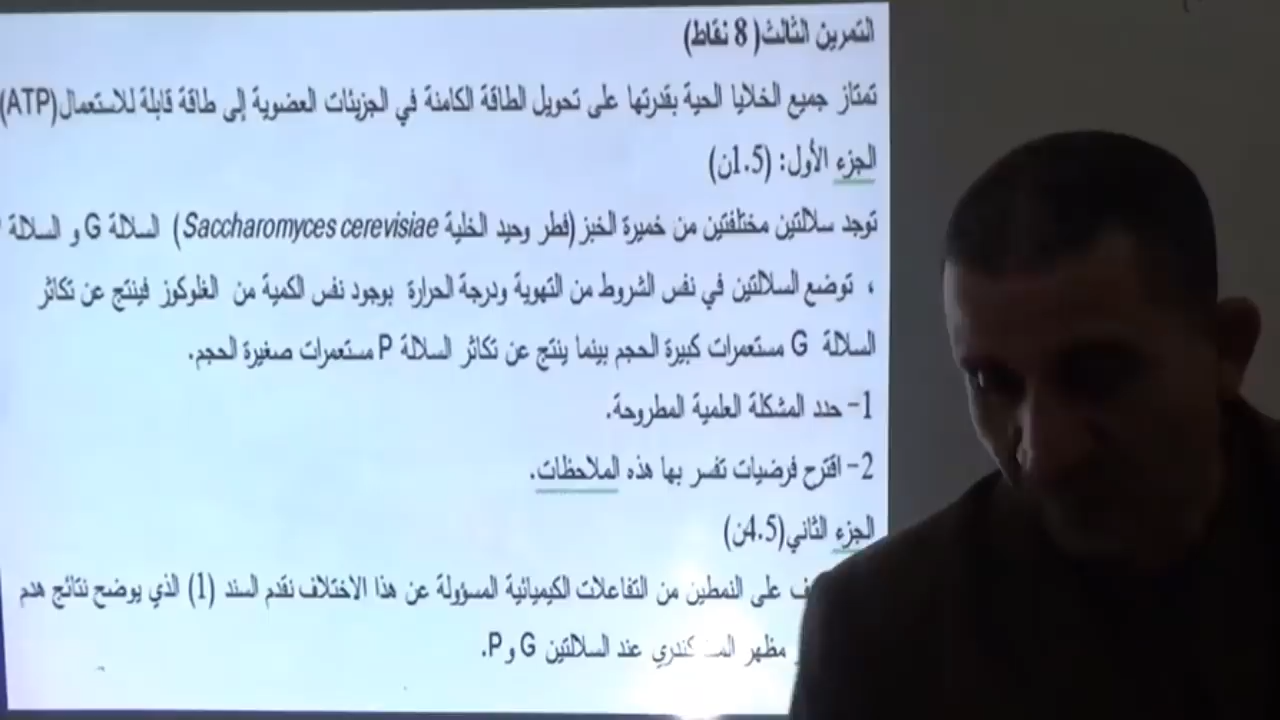 التمرين الثالث( 8 نقاط)
تمتاز جميع الخلايا الحية بقدرتها على تحويل الطاقة الكامنة في الجزيئات العضوية إلى طاقة قابلة للاستعمال(ATP)
الجزء الأول: (1.5ن)
توجد سلالتين مختلفتين من خميرة الخبز (فطر وحيد الخلية Saccharomyces cerevisiae) السلالة G و السلالة
، توضع السلالتين في نفس الشروط من التهوية ودرجة الحرارة بوجود نفس الكمية من الغلوكوز فينتج عن تكاثر
السلالة G مستعمرات كبيرة الحجم بينما ينتج عن تكاثر السلالة P مستعمرات صغيرة الحجم.
1- حدد المشكلة العلمية المطروحة.
2- اقترح فرضيات تفسر بها هذه الملاحظات.
الجزء الثاني(4.5ن)
على النمطين من التفاعلات الكيميائية المسؤولة عن هذا الاختلاف نقدم السند (1) الذي يوضح نتائج هدم
مظهر عند السلالتين G و P.